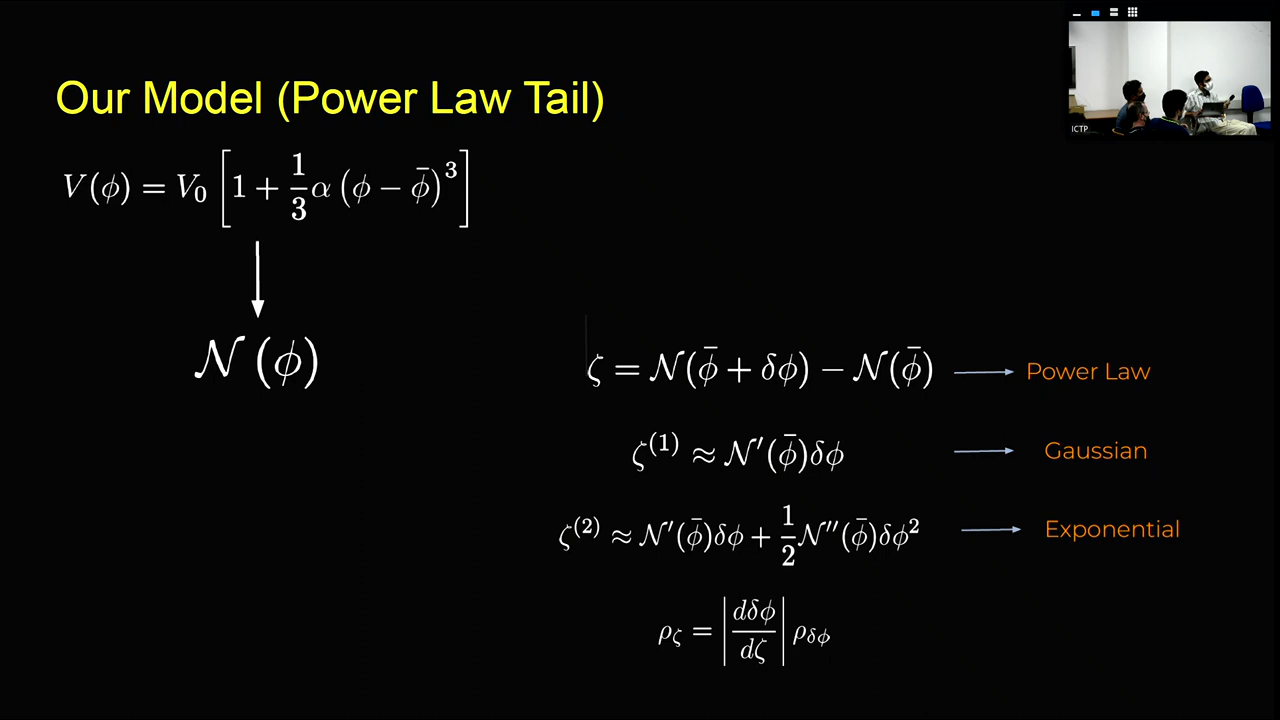 Our Model (Power Law Tail)
V(ϕ) = V₀ [1 + 1/3 α (ϕ − ϕ̄)³]
𝒩(ϕ)
ζ = 𝒩(ϕ̄ + δϕ) − 𝒩(ϕ̄) Power Law
ζ⁽¹⁾ ≈ 𝒩′(ϕ̄)δϕ Gaussian
ζ⁽²⁾ ≈ 𝒩′(ϕ̄)δϕ + 1/2 𝒩″(ϕ̄)δϕ² Exponential
ρ_ζ = |dδϕ/dζ| ρ_δϕ
ICTP